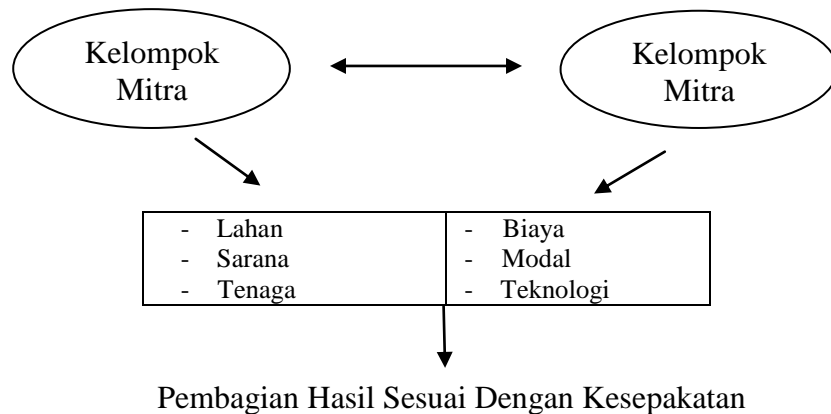 Kelompok
Mitra
Kelompok
Mitra
- Lahan
- Sarana
- Tenaga
- Biaya
- Modal
- Teknologi
Pembagian Hasil Sesuai Dengan Kesepakatan